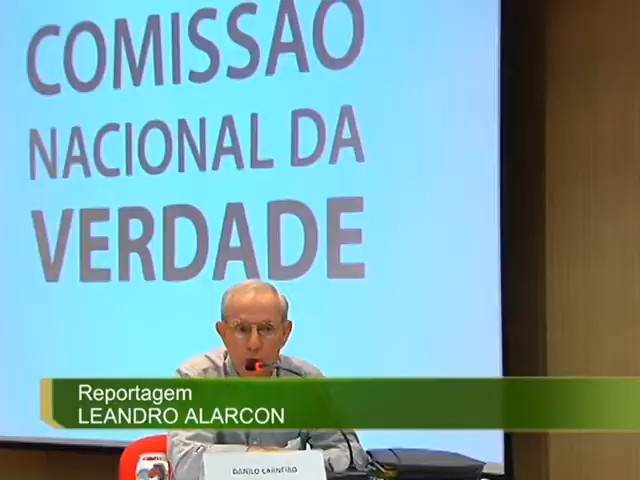 COMISSÃO
NACIONAL DA
VERDADE
Reportagem
LEANDRO ALARCON
DANILO CARNEIRO